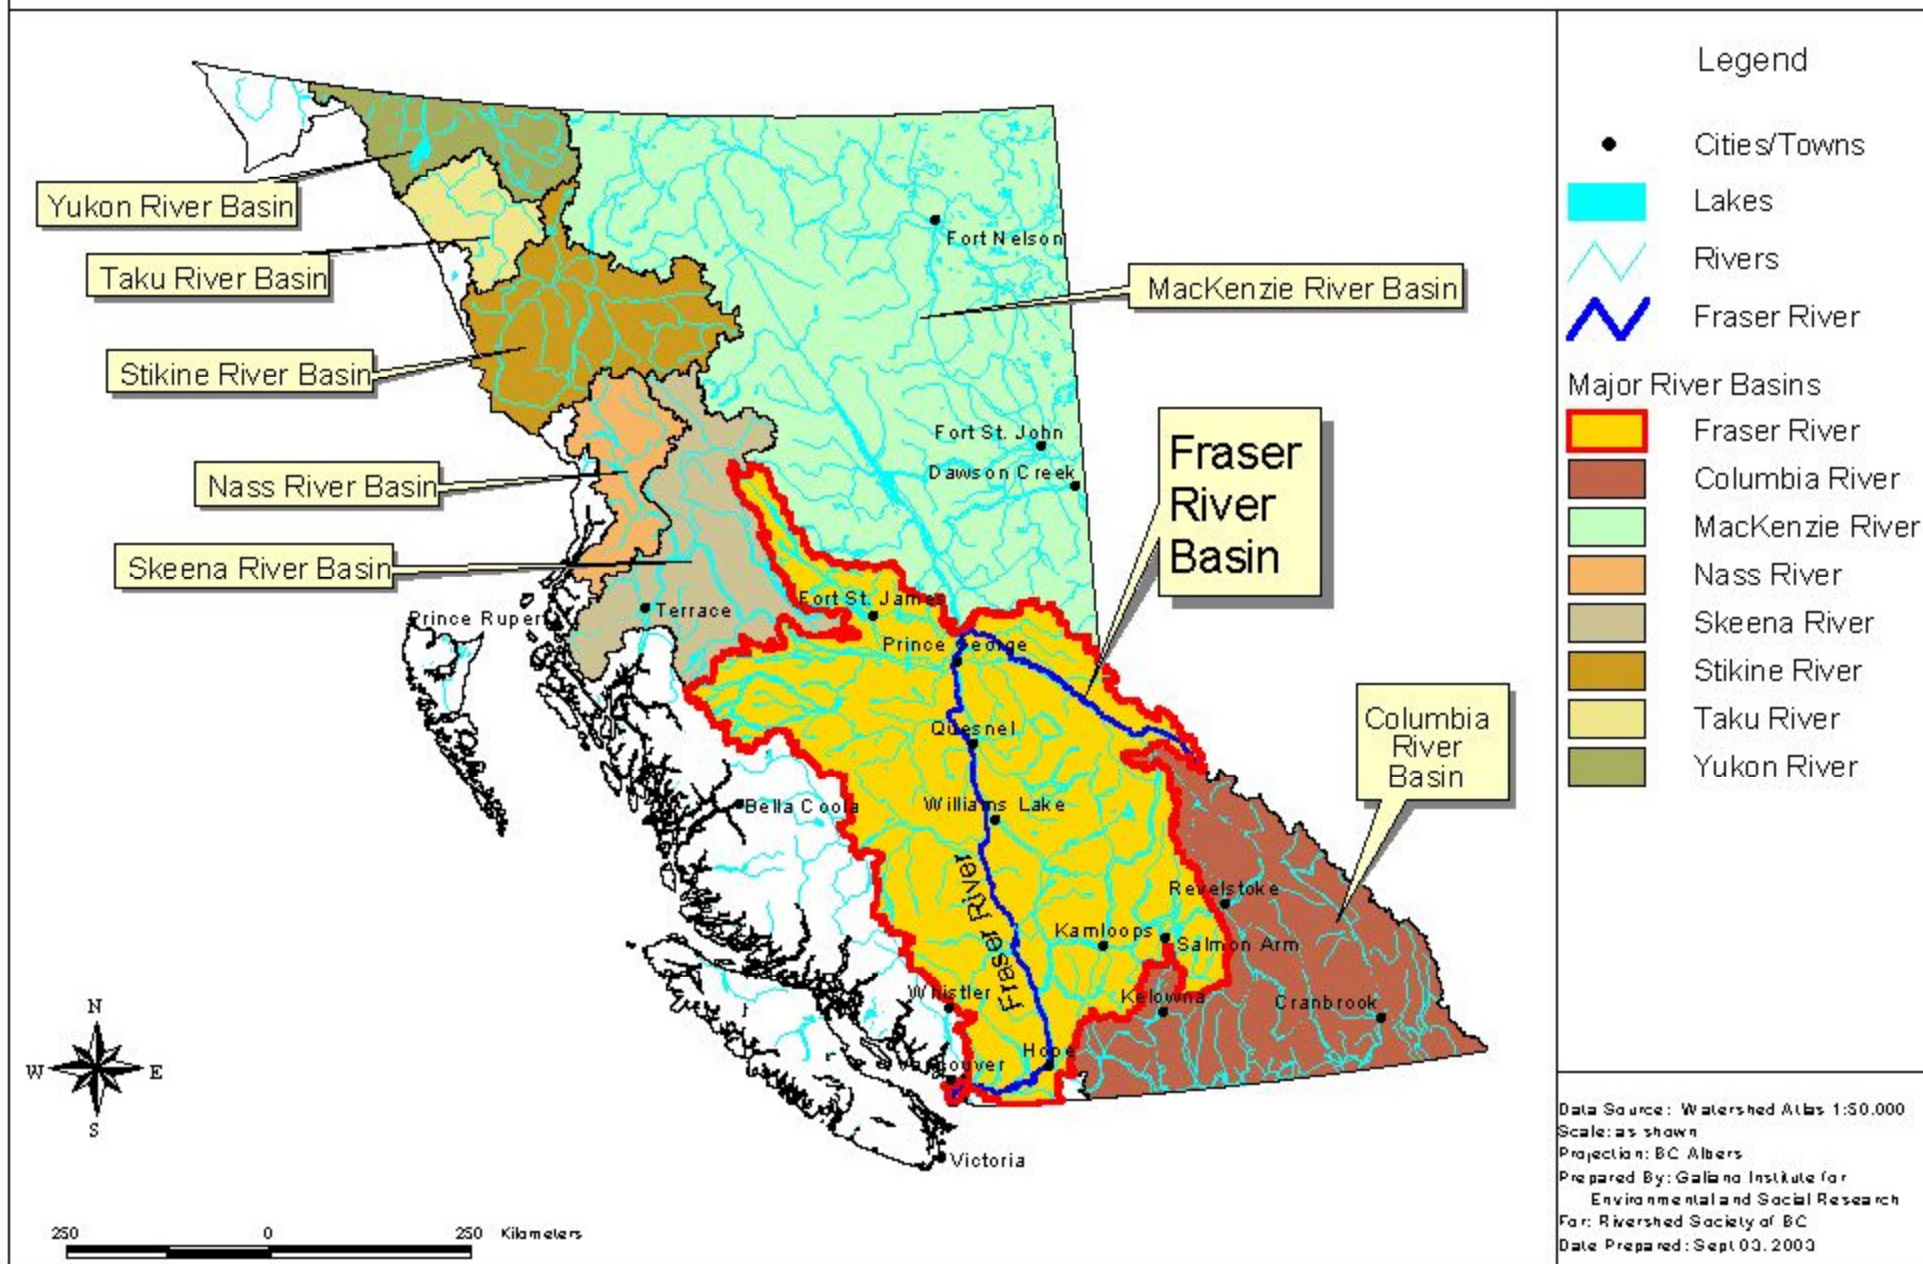 Yukon River Basin
Taku River Basin
Stikine River Basin
Nass River Basin
Skeena River Basin
MacKenzie River Basin
Fraser
River
Basin
Columbia
River
Basin
Fort Nelson
Fort St. John
Dawson Creek
Fort St. James
Prince Rupert
Terrace
Prince George
Quesnel
Williams Lake
Bella Coola
Fraser River
Revelstoke
Kamloops
Salmon Arm
Whistler
Kelowna
Cranbrook
Hope
Vancouver
Victoria
N
W
E
S
250 0 250 Kilometers
Legend
Cities/Towns
Lakes
Rivers
Fraser River
Major River Basins
Fraser River
Columbia River
MacKenzie River
Nass River
Skeena River
Stikine River
Taku River
Yukon River
Data Source: Watershed Atlas 1:50.000
Scale: as shown
Projection: BC Albers
Prepared By: Galiano Institute for
Environmental and Social Research
For: Rivershed Society of BC
Date Prepared: Sept 03, 2003